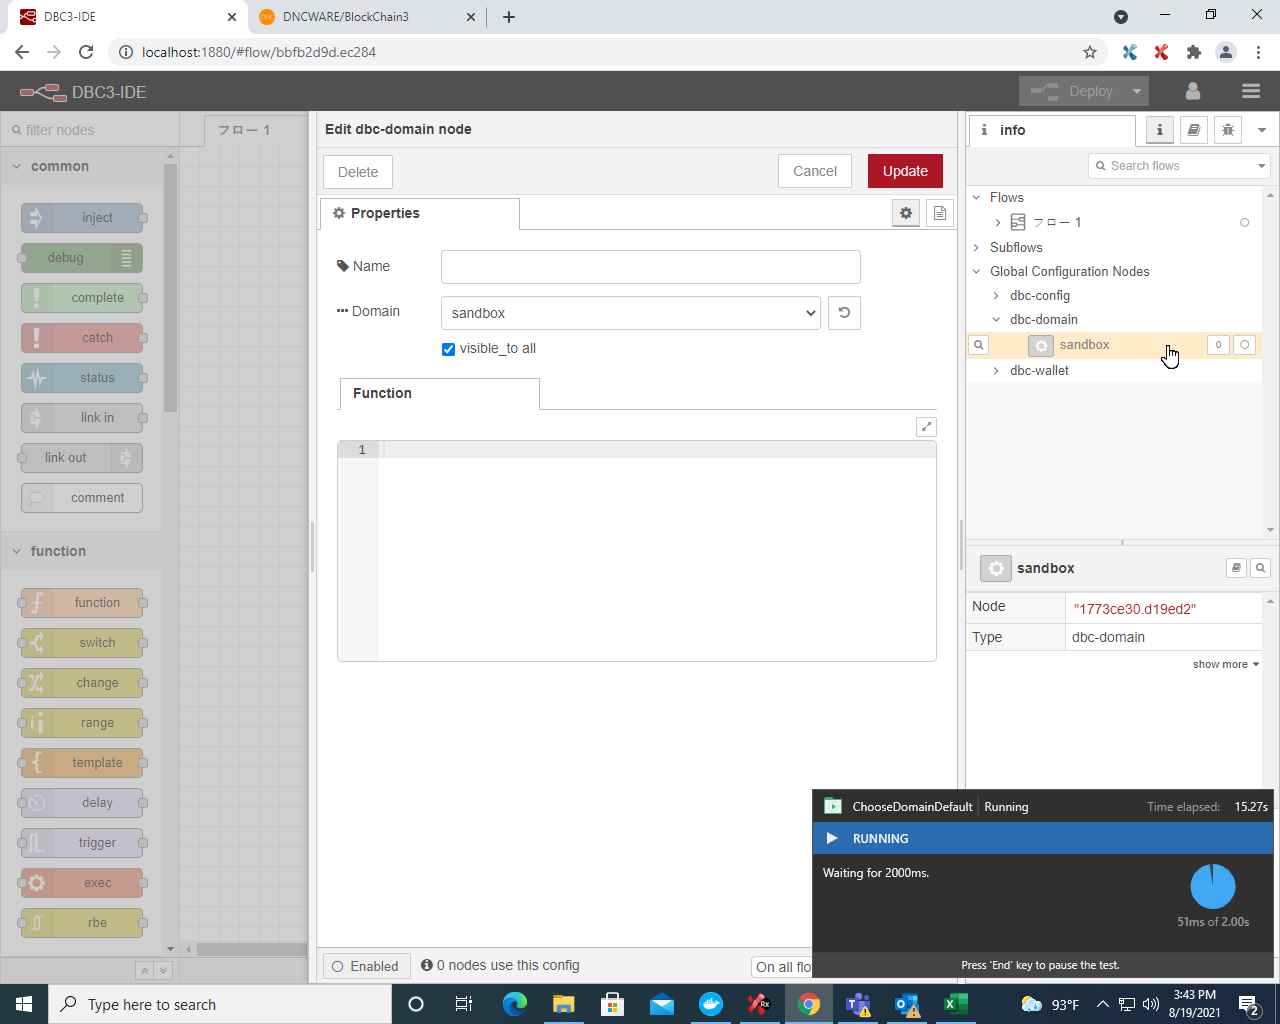 DBC3-IDE
DNCWARE/BlockChain3
localhost:1880/#flow/bbfb2d9d.ec284
DBC3-IDE
Deploy
filter nodes
フロー 1
common
inject
debug
complete
catch
status
link in
link out
comment
function
function
switch
change
range
template
delay
trigger
exec
rbe
Edit dbc-domain node
Delete
Cancel
Update
Properties
Name
Domain
sandbox
visible_to all
Function
1
Enabled
0 nodes use this config
On all flo
info
Search flows
Flows
フロー 1
Subflows
Global Configuration Nodes
dbc-config
dbc-domain
sandbox
0
dbc-wallet
sandbox
Node "1773ce30.d19ed2"
Type dbc-domain
show more
ChooseDomainDefault Running Time elapsed: 15.27s
RUNNING
Waiting for 2000ms.
51ms of 2.00s
Press 'End' key to pause the test.
Type here to search
93°F
3:43 PM
8/19/2021
2